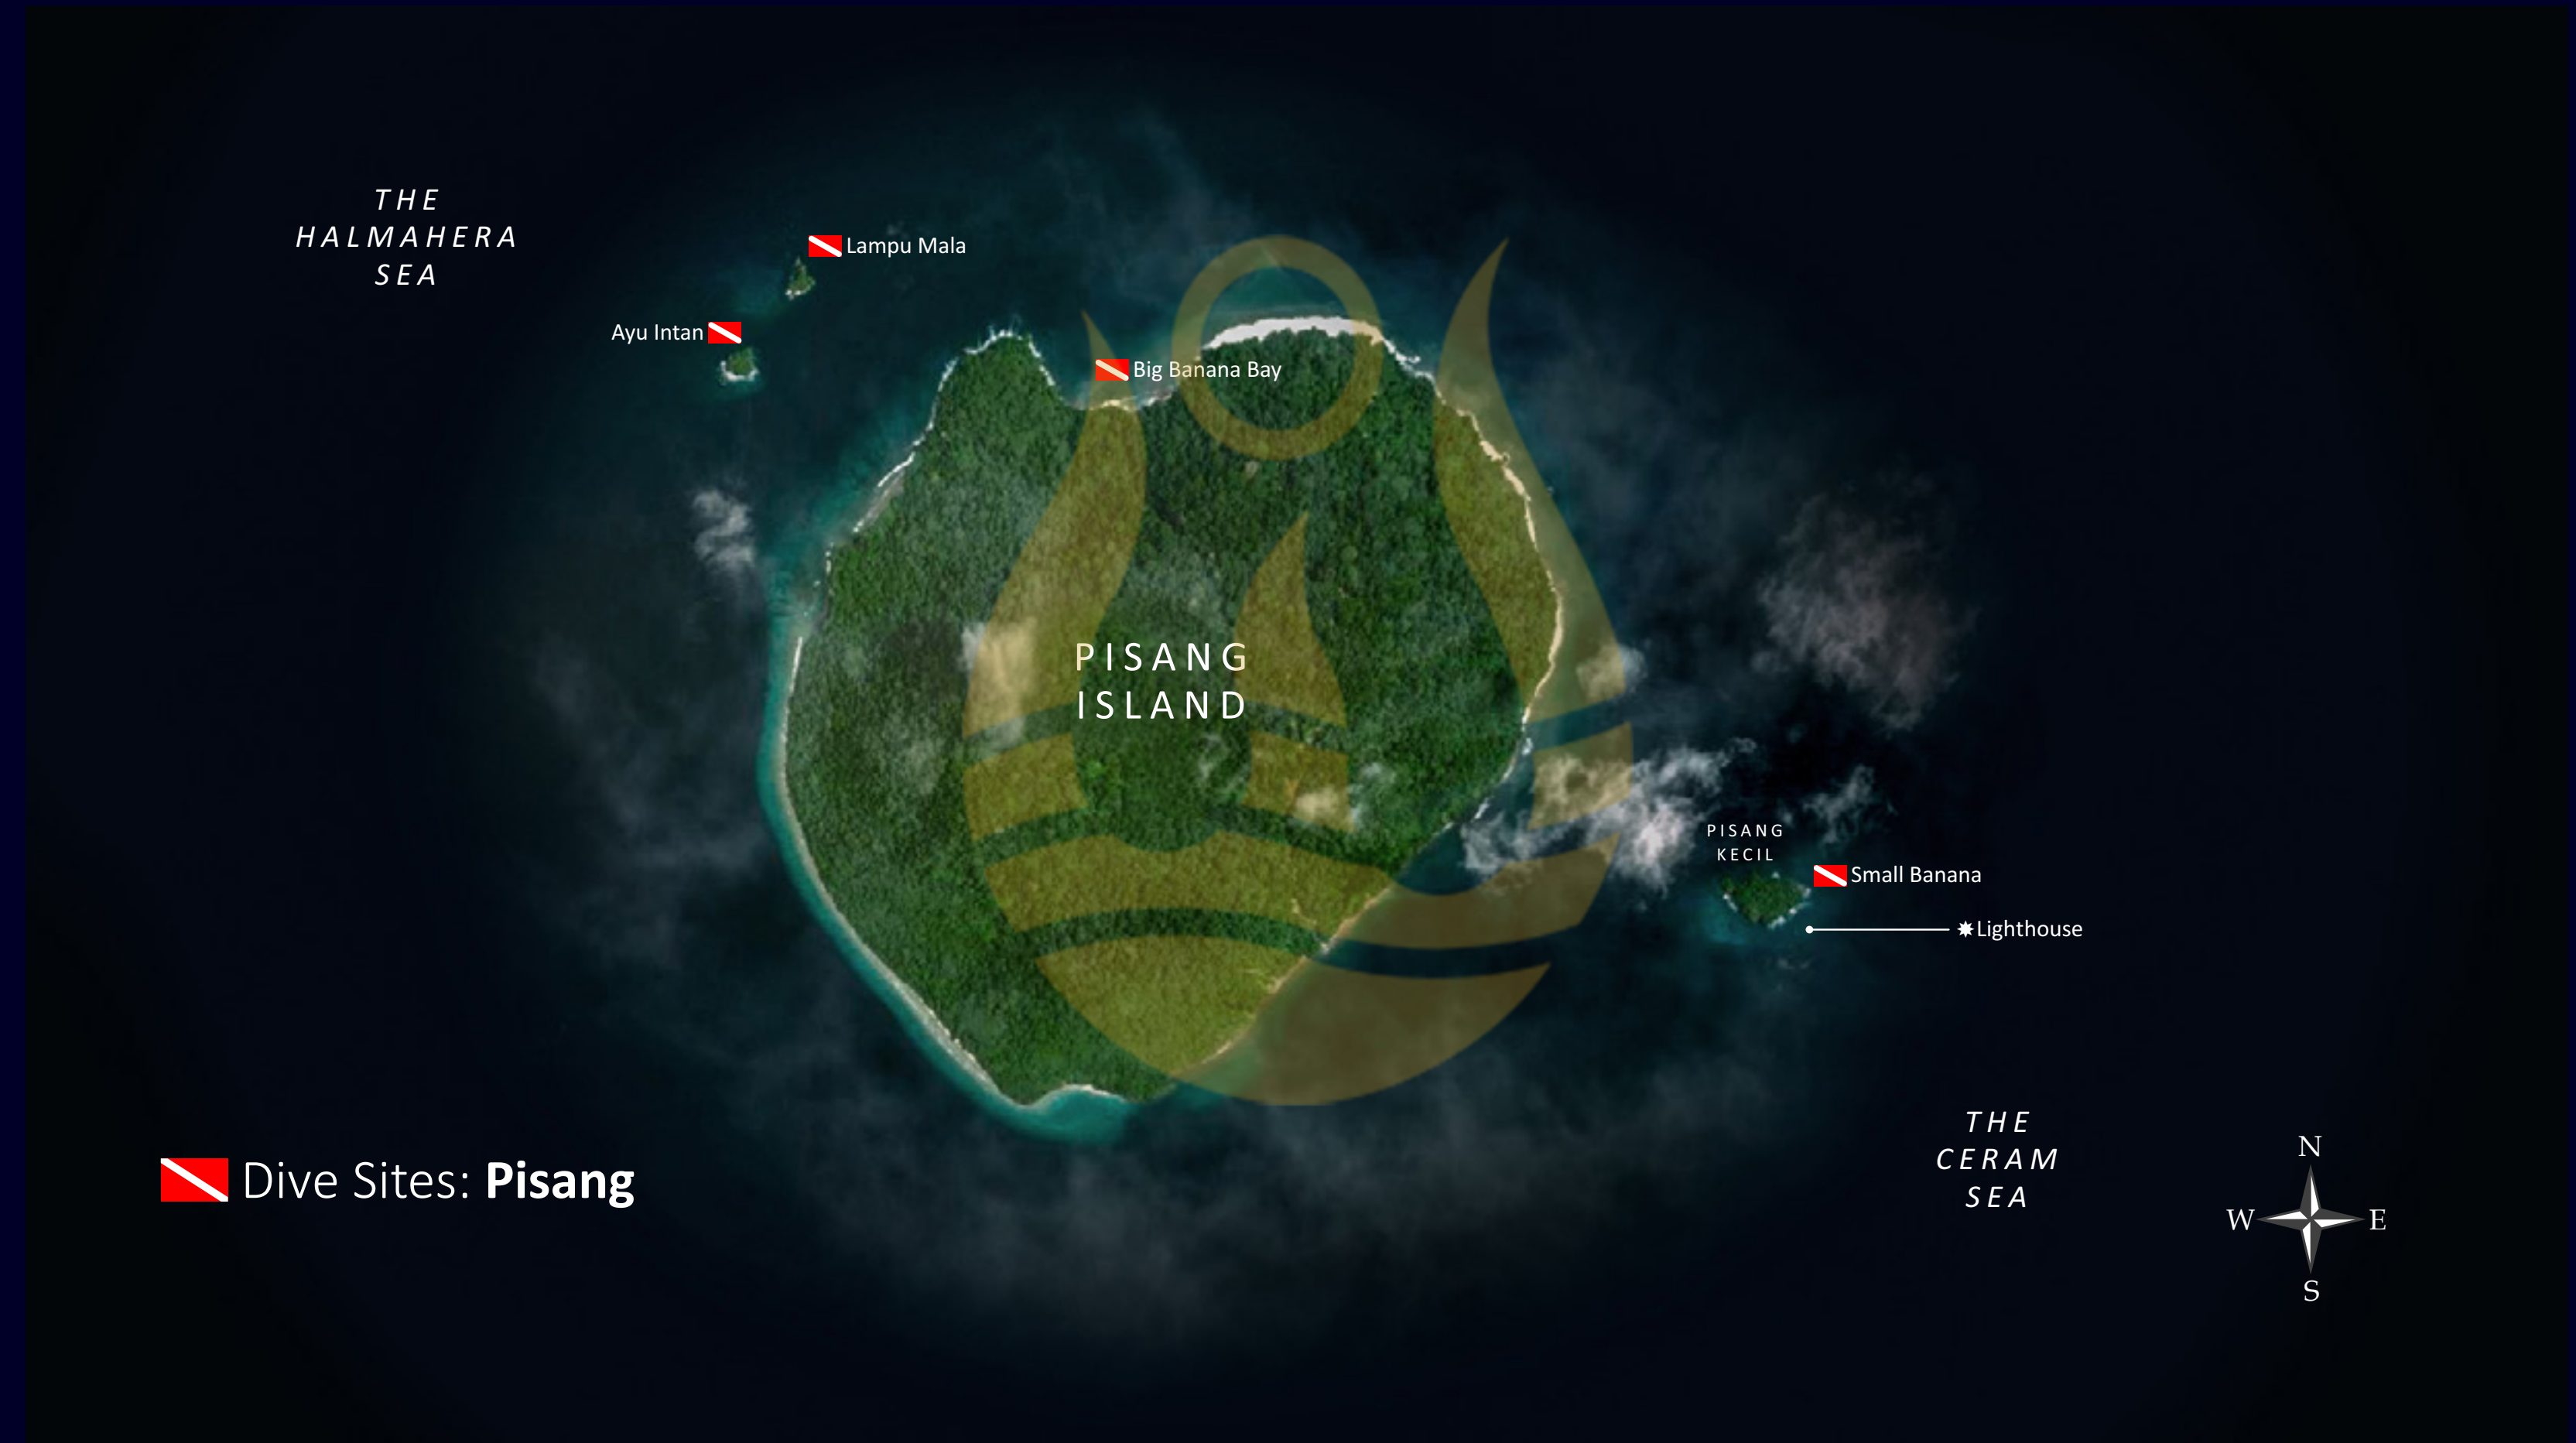 THE
HALMAHERA
SEA
Lampu Mala
Ayu Intan
Big Banana Bay
PISANG
ISLAND
PISANG
KECIL
Small Banana
Lighthouse
THE
CERAM
SEA
Dive Sites: Pisang
N
W E
S